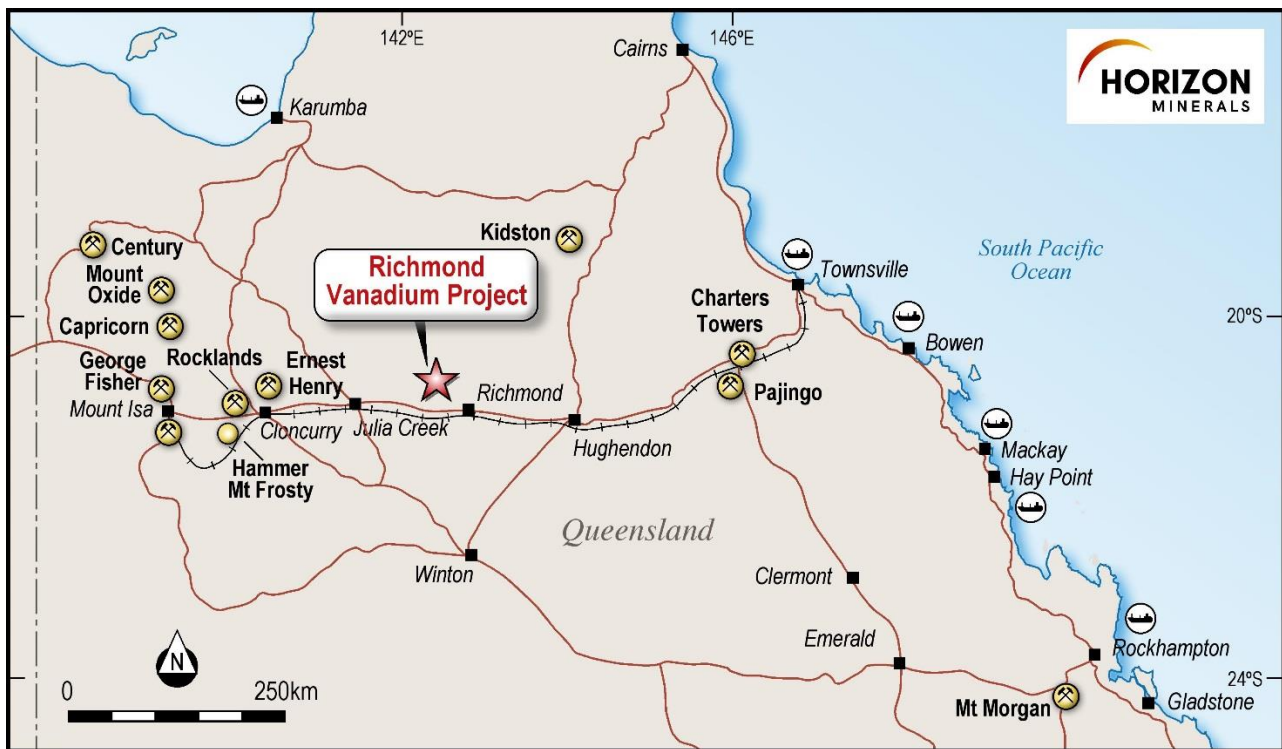 142ºE
146ºE
Cairns
HORIZON
MINERALS
Karumba
Century
Kidston
South Pacific
Ocean
Mount
Oxide
Richmond
Vanadium Project
Townsville
Capricorn
Charters
Towers
20ºS
Bowen
George
Fisher
Rocklands
Ernest
Henry
Richmond
Pajingo
Mount Isa
Cloncurry
Julia Creek
Hughendon
Mackay
Hammer
Mt Frosty
Hay Point
Queensland
Winton
Clermont
Emerald
Rockhampton
N
0
250km
24ºS
Mt Morgan
Gladstone